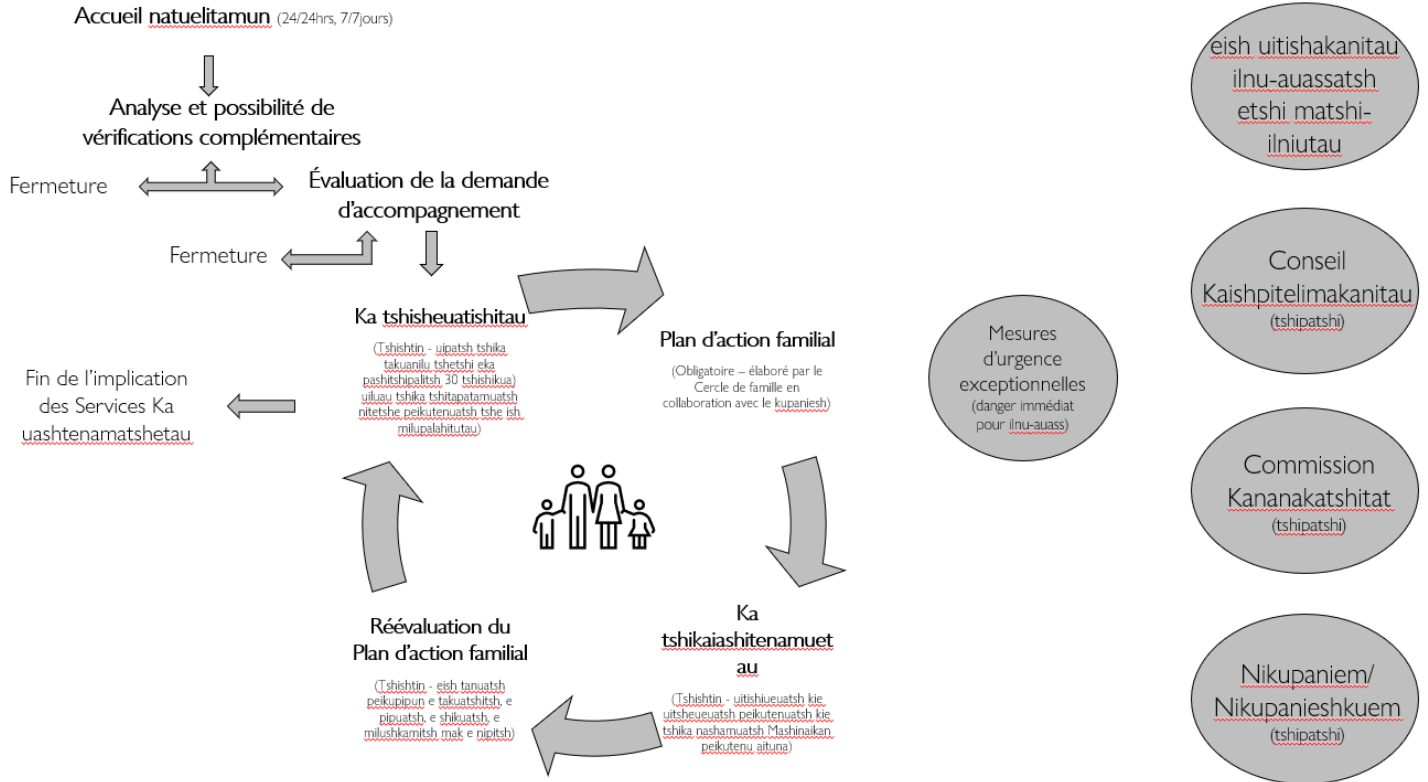 Accueil natuelitamun (24/24hrs, 7/7jours)
Analyse et possibilité de
vérifications complémentaires
Fermeture
Évaluation de la demande
d'accompagnement
Fermeture
Ka tshisheuatishitau
(Tshishtin - uipatsh tshika
takuanilu tshetshi eka
pashitshipalitsh 30 tshishikua)
uiluau tshika tshitapatamuatsh
nitetshe peikutenuatsh tshe ish
milupalahitutau)
Fin de l'implication
des Services Ka
uashtenamatshetau
Plan d'action familial
(Obligatoire – élaboré par le
Cercle de famille en
collaboration avec le kupaniesh)
Ka
tshikaiashitenamuet
au
(Tshishtin - uitishiueuatsh kie
uitsheueuatsh peikutenuatsh kie
tshika nashamuatsh Mashinaikan
peikutenu aituna)
Réévaluation du
Plan d'action familial
(Tshishtin - eish tanuatsh
peikupipun e takuatshitsh, e
pipuatsh, e shikuatsh, e
milushkamitsh mak e nipitsh)
Mesures
d'urgence
exceptionnelles
(danger immédiat
pour ilnu-auass)
eish uitishakanitau
ilnu-auassatsh
etshi matshi-
ilniutau
Conseil
Kaishpitelimakanitau
(tshipatshi)
Commission
Kananakatshitat
(tshipatshi)
Nikupaniem/
Nikupanieshkuem
(tshipatshi)